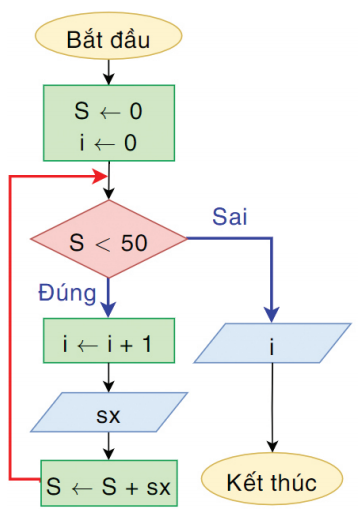 Bắt đầu
S ← 0
i ← 0
S < 50
Sai
Đúng
i ← i + 1
i
sx
S ← S + sx
Kết thúc